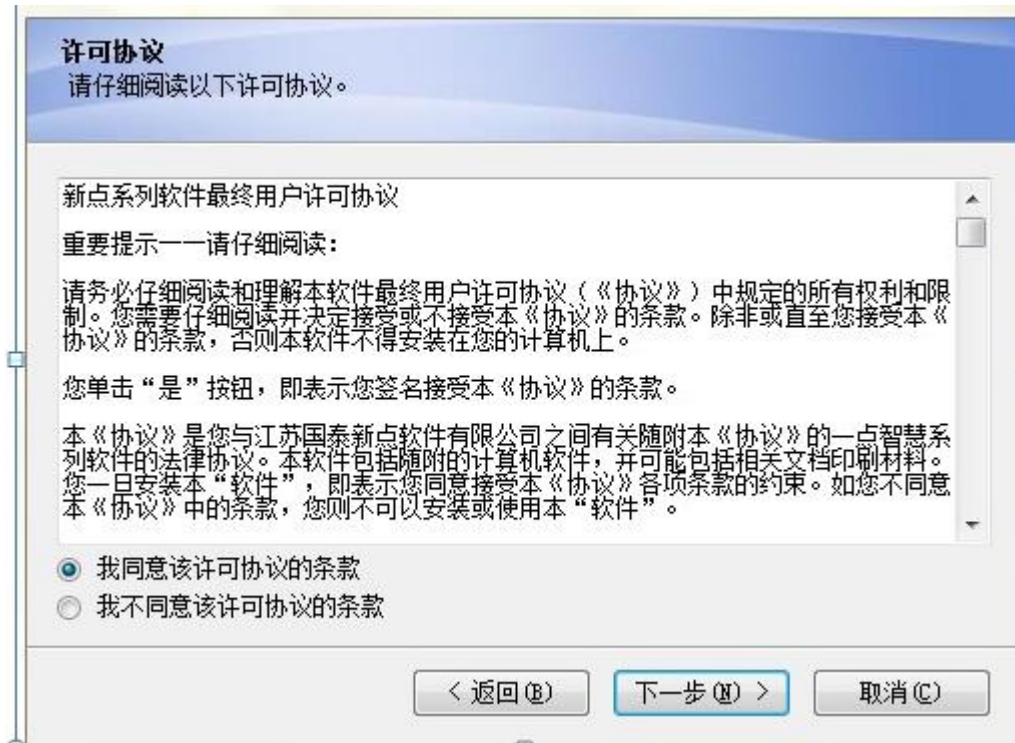 许可协议
请仔细阅读以下许可协议。
新点系列软件最终用户许可协议
重要提示——请仔细阅读:
请务必仔细阅读和理解本软件最终用户许可协议(《协议》)中规定的所有权利和限
制。您需要仔细阅读并决定接受或不接受本《协议》的条款。除非或直至您接受本《
协议》的条款,否则本软件不得安装在您的计算机上。
您单击“是”按钮,即表示您签名接受本《协议》的条款。
本《协议》是您与江苏国泰新点软件有限公司之间有关随附本《协议》的一点智慧系
列软件的法律协议。本软件包括随附的计算机软件,并可能包括相关文档印刷材料。
您一旦安装本“软件”,即表示您同意接受本《协议》各项条款的约束。如您不同意
本《协议》中的条款,您则不可以安装或使用本“软件”。
我同意该许可协议的条款
我不同意该许可协议的条款
< 返回(B)
下一步(N) >
取消(C)